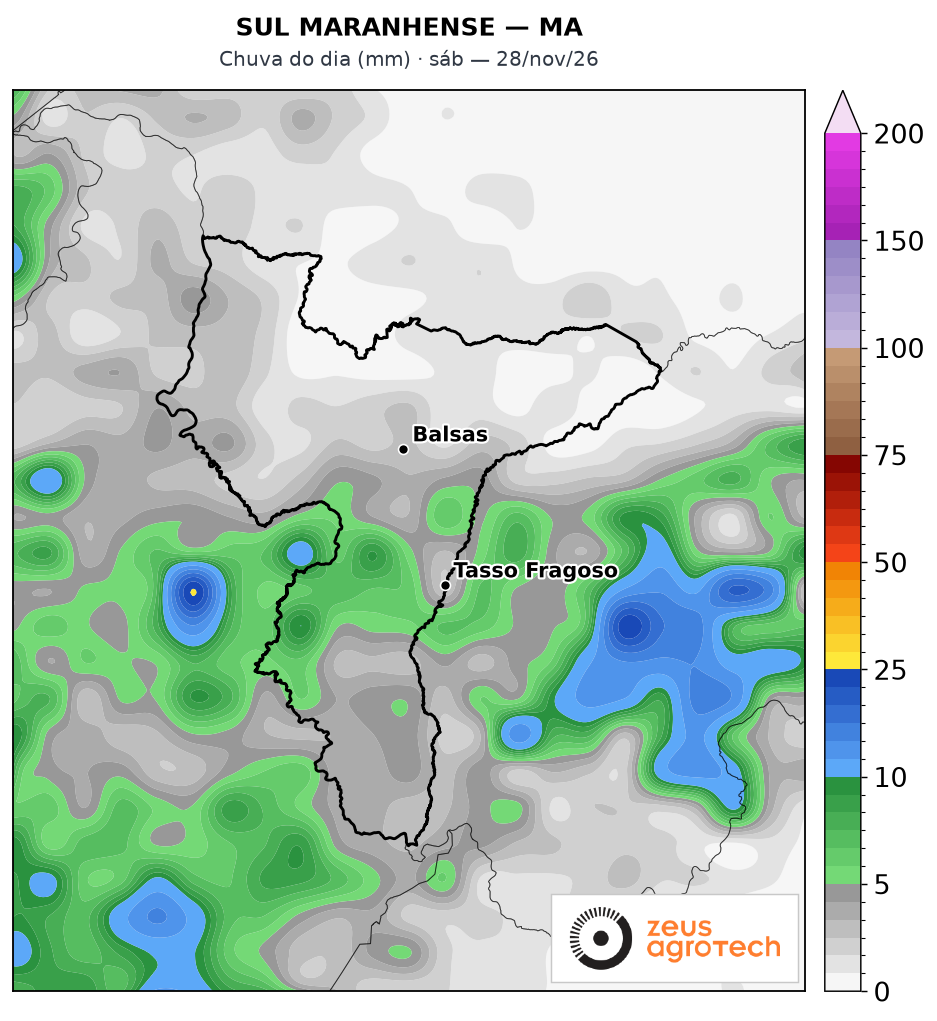 SUL MARANHENSE — MA
Chuva do dia (mm) · sáb — 28/nov/26
200
150
100
75
50
25
10
5
0
Balsas
Tasso Fragoso
zeus
agrotech